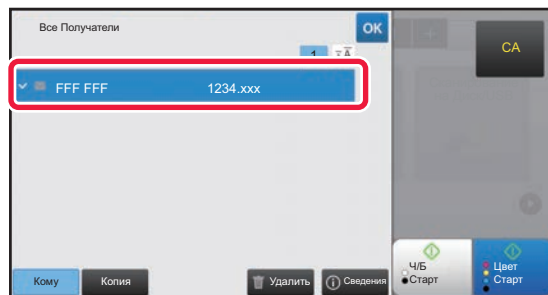 Все Получатели
OK
CA
1
FFF FFF 1234.xxx
Кому
Копия
Удалить
Сведения
Ч/Б
Старт
Цвет
Старт